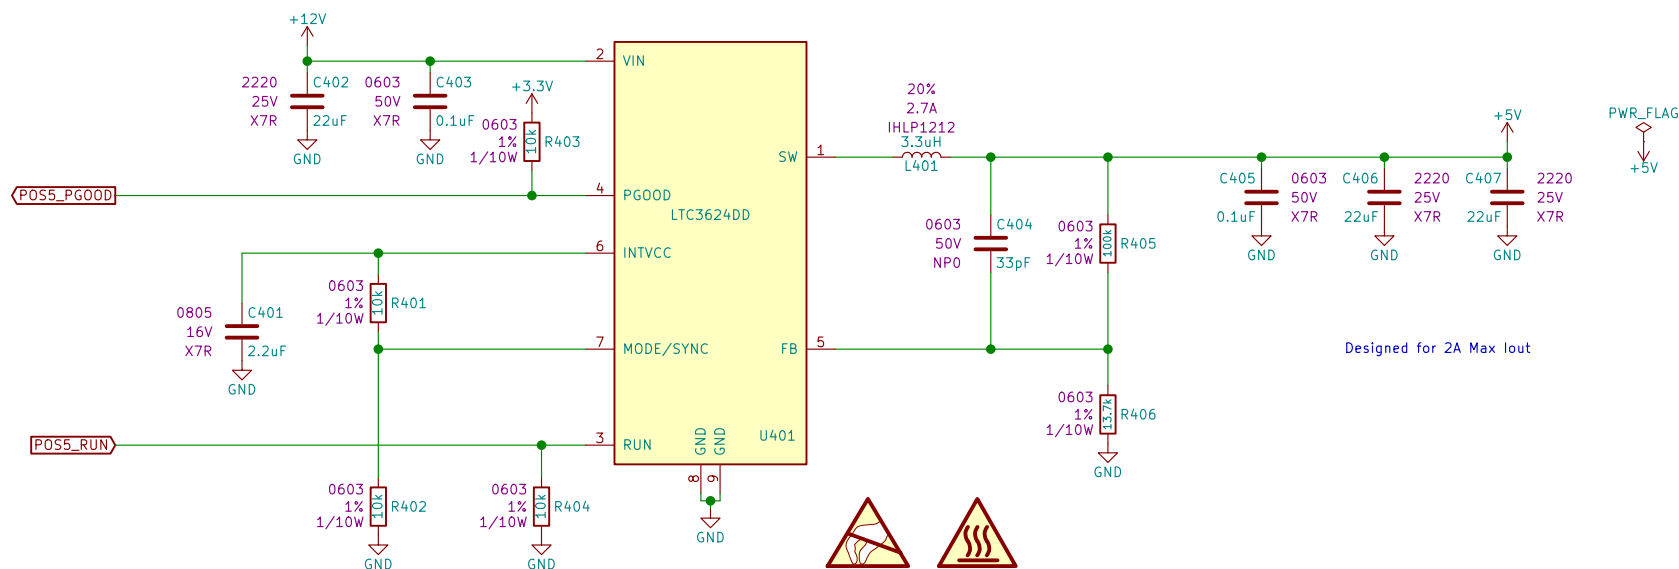 +12V
2220
25V
X7R
C402
22uF
GND
0603
50V
X7R
C403
0.1uF
GND
+3.3V
0603
1%
1/10W
10k
R403
POS5_PGOOD
0805
16V
X7R
C401
2.2uF
GND
0603
1%
1/10W
10k
R401
POS5_RUN
0603
1%
1/10W
10k
R402
GND
0603
1%
1/10W
10k
R404
GND
2
VIN
4
PGOOD
6
INTVCC
7
MODE/SYNC
3
RUN
LTC3624DD
SW
1
FB
5
U401
GND
GND
8
9
GND
20%
2.7A
IHLP1212
3.3uH
L401
0603
50V
NP0
C404
33pF
0603
1%
1/10W
100k
R405
0603
1%
1/10W
13.7k
R406
GND
C405
0.1uF
0603
50V
X7R
GND
C406
22uF
2220
25V
X7R
GND
+5V
C407
22uF
2220
25V
X7R
GND
PWR_FLAG
+5V
Designed for 2A Max Iout